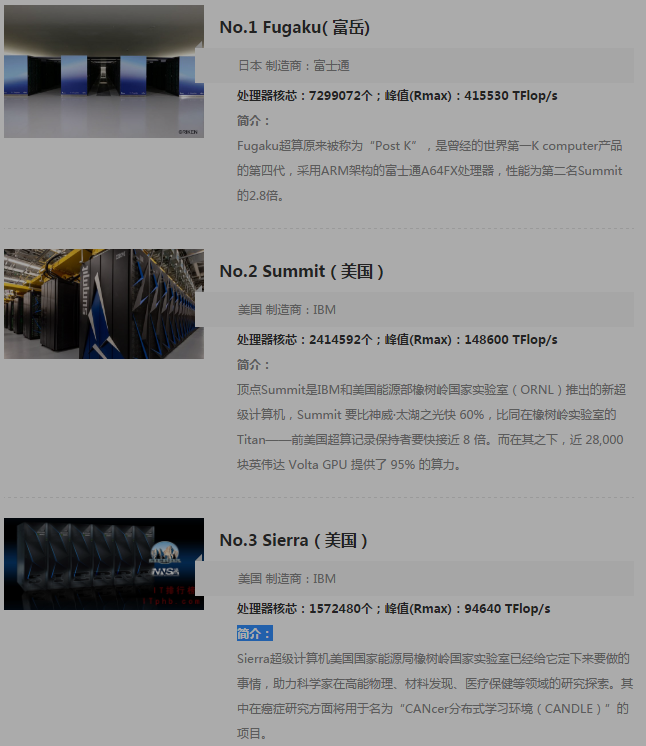 No.1 Fugaku( 富岳)
日本 制造商：富士通
处理器核芯：7299072个；峰值(Rmax)：415530 TFlop/s
简介：
Fugaku超算原来被称为“Post K”，是曾经的世界第一K computer产品
的第四代，采用ARM架构的富士通A64FX处理器，性能为第二名Summit
的2.8倍。
No.2 Summit（美国）
美国 制造商：IBM
处理器核芯：2414592个；峰值(Rmax)：148600 TFlop/s
简介：
顶点Summit是IBM和美国能源部橡树岭国家实验室（ORNL）推出的新超
级计算机，Summit 要比神威·太湖之光快 60%，比同在橡树岭实验室的
Titan——前美国超算记录保持者要快接近 8 倍。而在其之下，近 28,000
块英伟达 Volta GPU 提供了 95% 的算力。
No.3 Sierra（美国）
美国 制造商：IBM
处理器核芯：1572480个；峰值(Rmax)：94640 TFlop/s
简介：
Sierra超级计算机美国国家能源局橡树岭国家实验室已经给它定下来要做的
事情，助力科学家在高能物理、材料发现、医疗保健等领域的研究探索。其
中在癌症研究方面将用于名为“CANcer分布式学习环境（CANDLE）”的
项目。